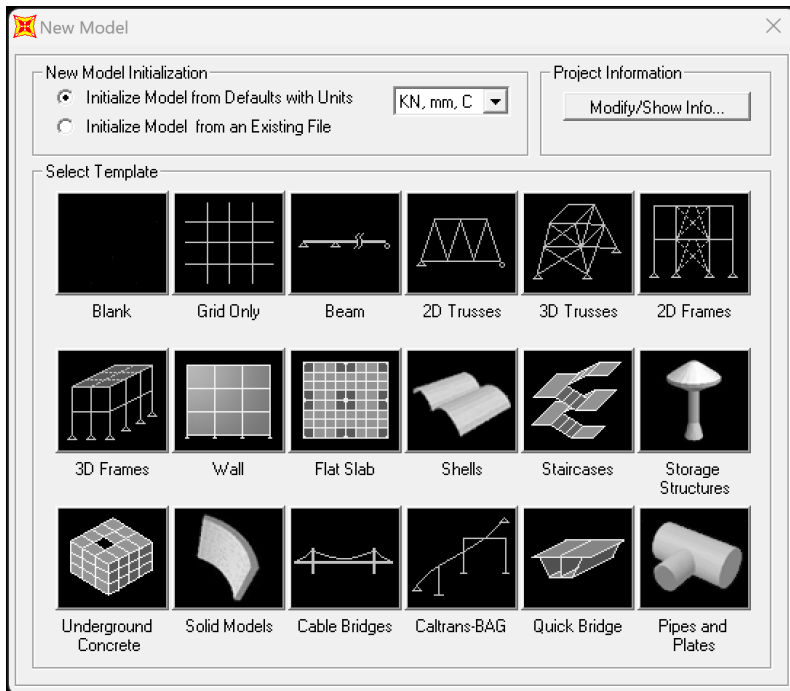 New Model
New Model Initialization
Initialize Model from Defaults with Units
KN, mm, C
Initialize Model from an Existing File
Project Information
Modify/Show Info...
Select Template
Blank
Grid Only
Beam
2D Trusses
3D Trusses
2D Frames
3D Frames
Wall
Flat Slab
Shells
Staircases
Storage
Structures
Underground
Concrete
Solid Models
Cable Bridges
Caltrans-BAG
Quick Bridge
Pipes and
Plates